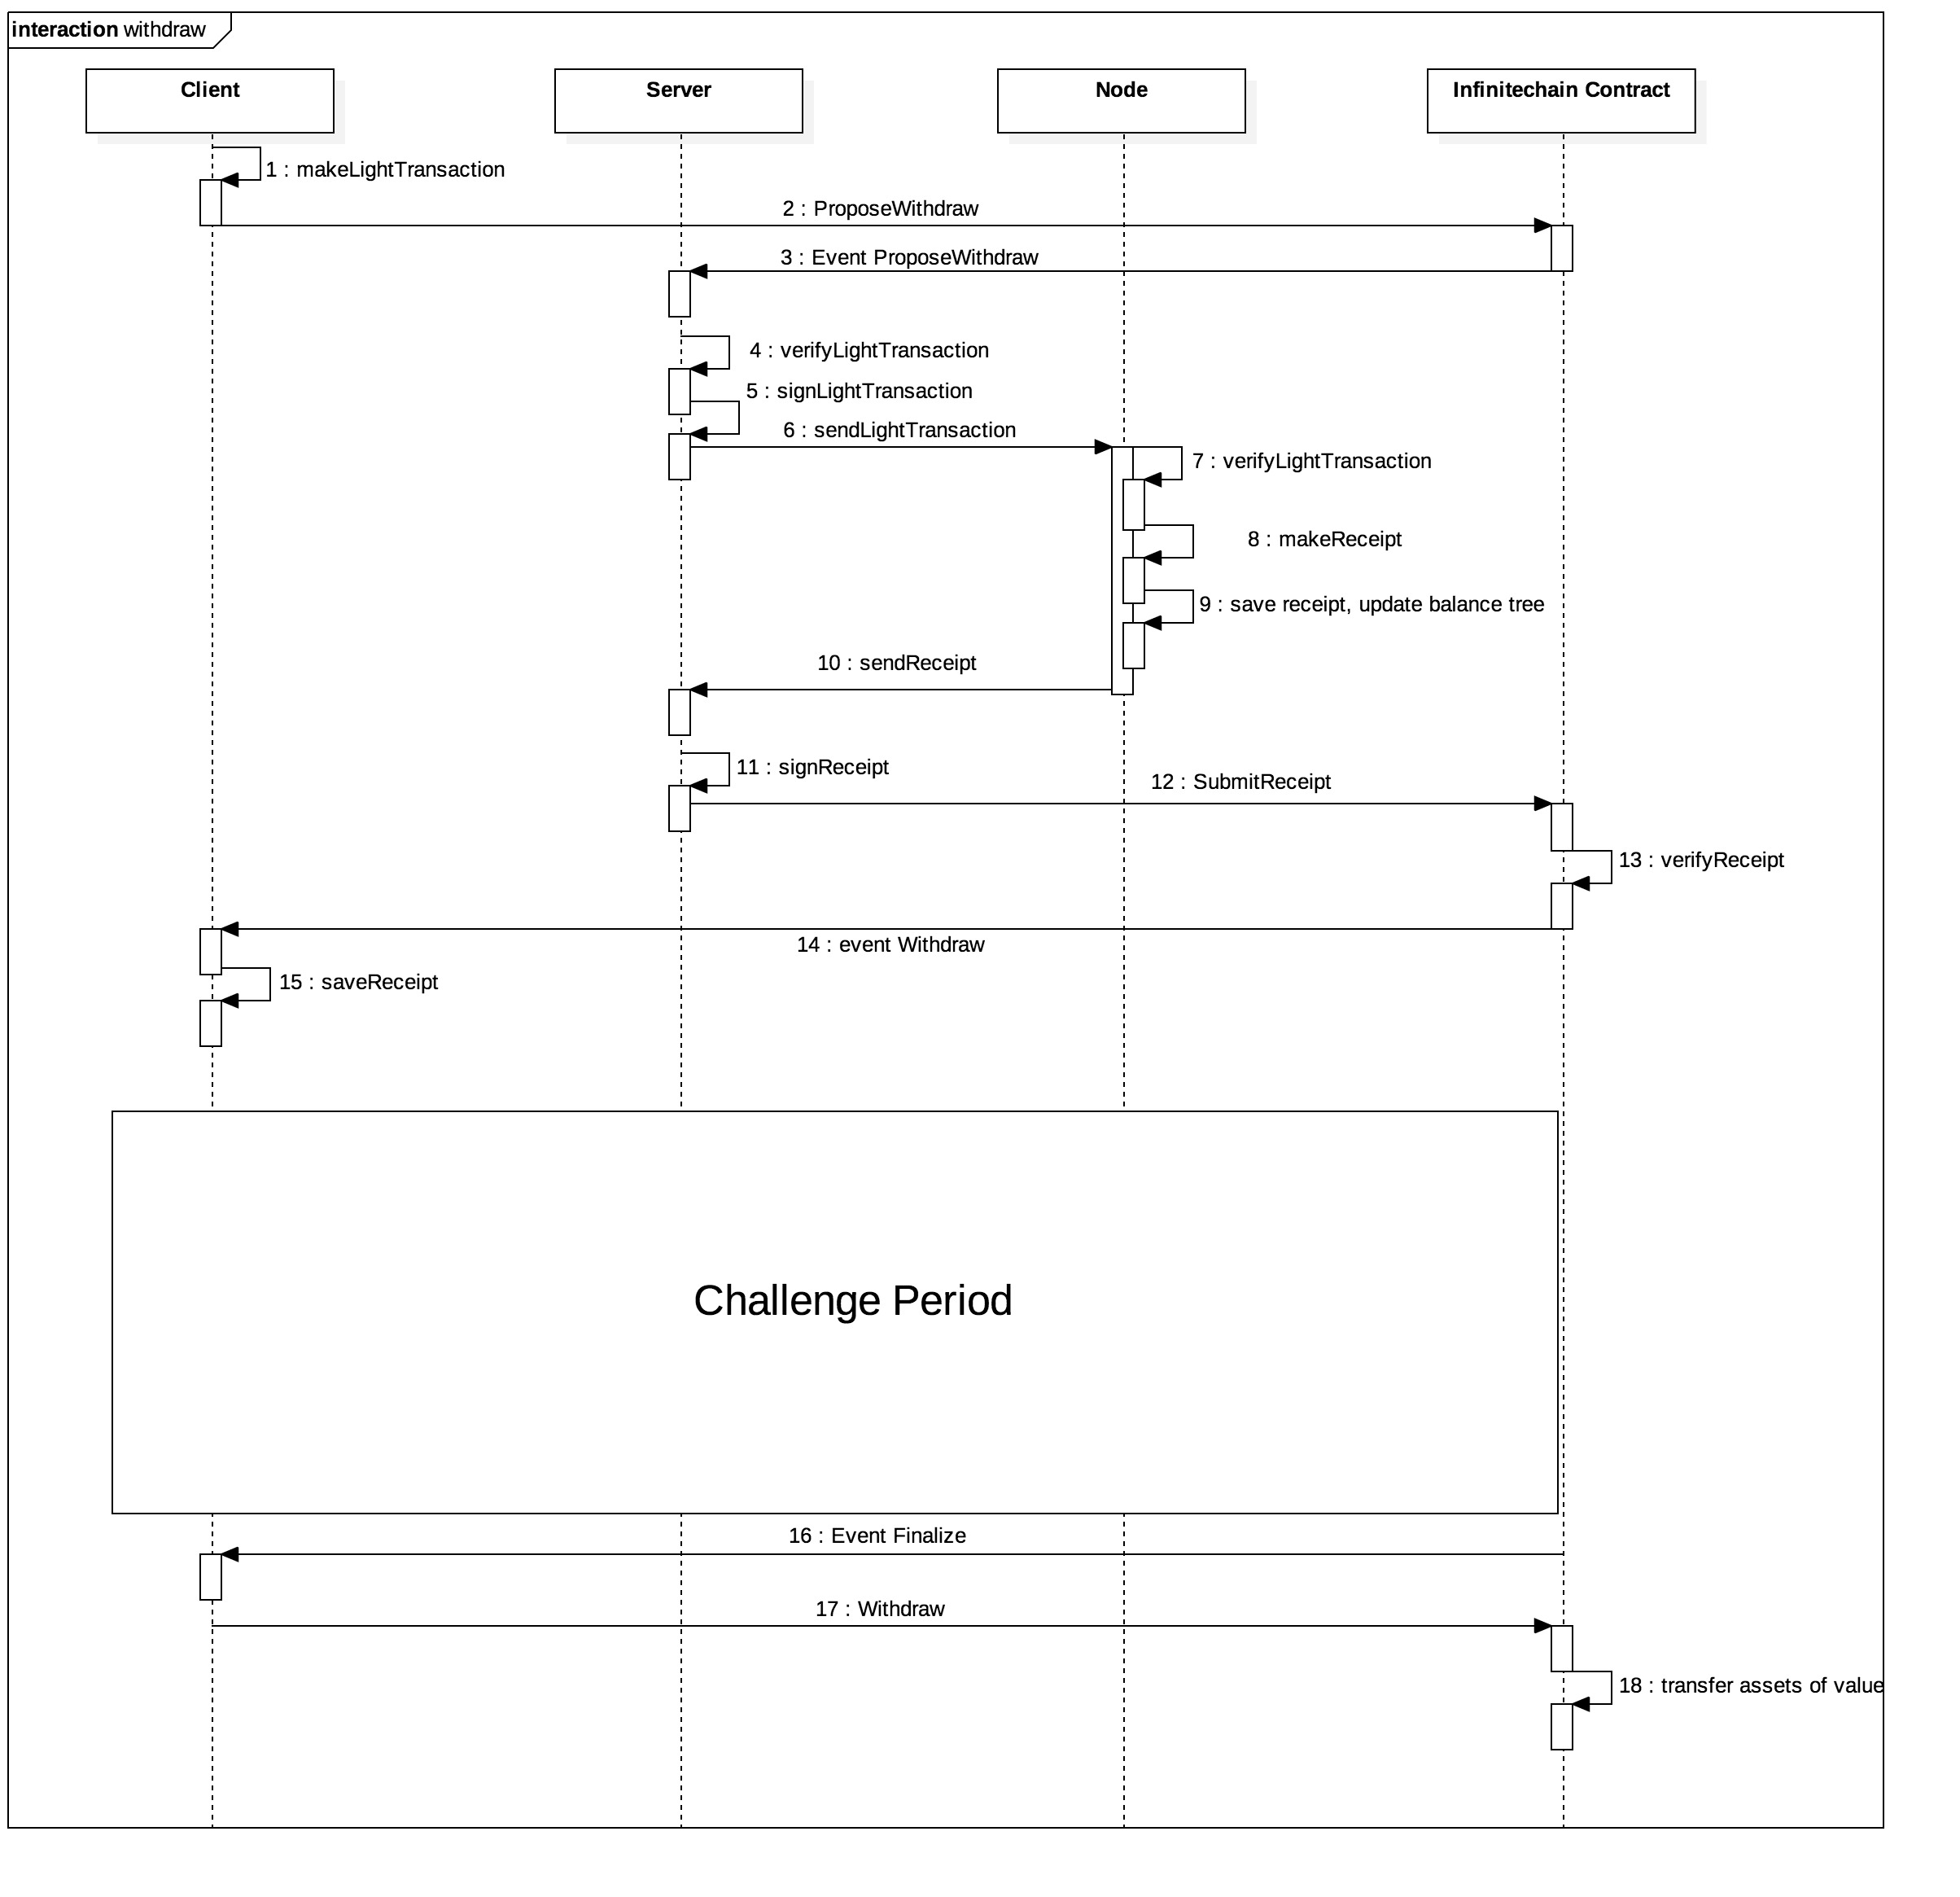 interaction withdraw
Client
Server
Node
Infinitechain Contract
1 : makeLightTransaction
2 : ProposeWithdraw
3 : Event ProposeWithdraw
4 : verifyLightTransaction
5 : signLightTransaction
6 : sendLightTransaction
7 : verifyLightTransaction
8 : makeReceipt
9 : save receipt, update balance tree
10 : sendReceipt
11 : signReceipt
12 : SubmitReceipt
13 : verifyReceipt
14 : event Withdraw
15 : saveReceipt
Challenge Period
16 : Event Finalize
17 : Withdraw
18 : transfer assets of value